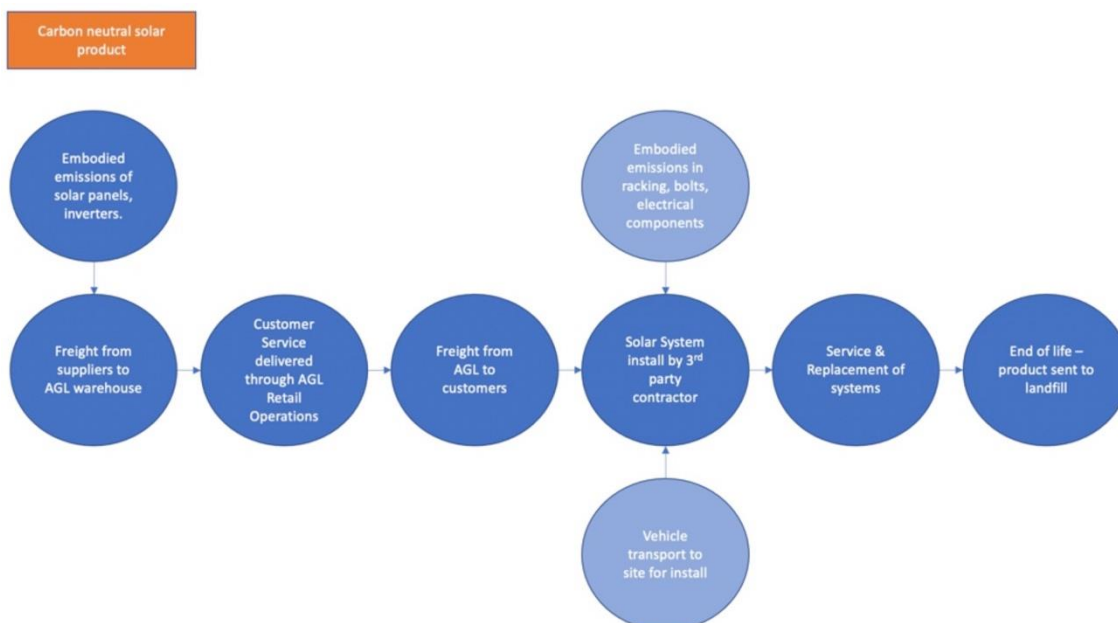 Carbon neutral solar
product
Embodied
emissions of
solar panels,
inverters.
Embodied
emissions in
racking, bolts,
electrical
components
Freight from
suppliers to
AGL warehouse
Customer
Service
delivered
through AGL
Retail
Operations
Freight from
AGL to
customers
Solar System
install by 3rd
party
contractor
Service &
Replacement of
systems
End of life –
product sent to
landfill
Vehicle
transport to
site for install